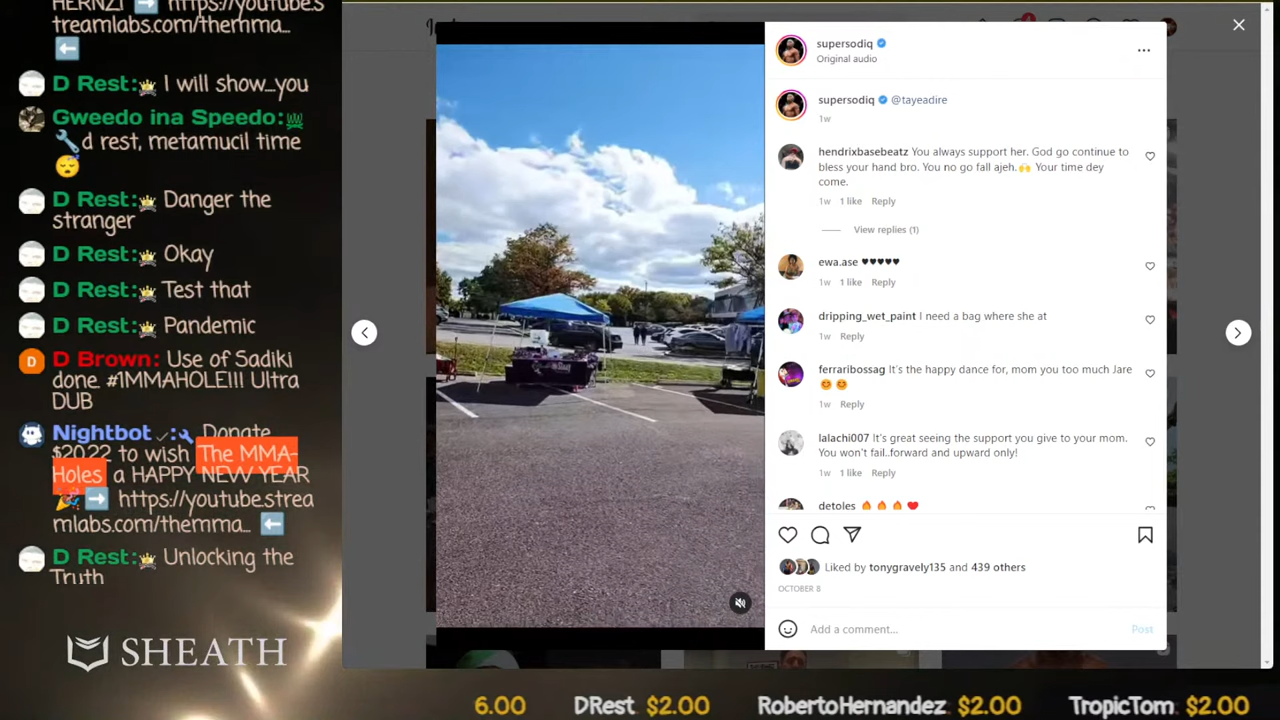 HERNZI ➡️ https://youtube.s
treamlabs.com/themma...
⬅️
D Rest: I will show...you
Gweedo ina Speedo:
🔧d rest, metamucil time
😴
D Rest: Danger the
stranger
D Rest: Okay
D Rest: Test that
D Rest: Pandemic
D Brown: Use of Sadiki
done #1MMAHOLE!!! Ultra
DUB
Nightbot ✓: Donate
$20.22 to wish The MMA-
Holes a HAPPY NEW YEAR
🎉➡️ https://youtube.strea
mlabs.com/themma... ⬅️
D Rest: Unlocking the
Truth
SHEATH
supersodiq
Original audio
supersodiq @tayeadire
1w
hendrixbasebeatz You always support her. God go continue to
bless your hand bro. You no go fall ajeh.🙌 Your time dey
come.
1w 1 like Reply
View replies (1)
ewa.ase ♥♥♥♥♥
1w 1 like Reply
dripping_wet_paint I need a bag where she at
1w Reply
ferraribossag It's the happy dance for, mom you too much Jare
😍😍
1w Reply
lalachi007 It's great seeing the support you give to your mom.
You won't fail..forward and upward only!
1w 1 like Reply
detoles 🔥🔥🔥❤️
Liked by tonygravely135 and 439 others
OCTOBER 8
Add a comment...
Post
6.00 DRest $2.00 RobertoHernandez $2.00 TropicTom $2.00